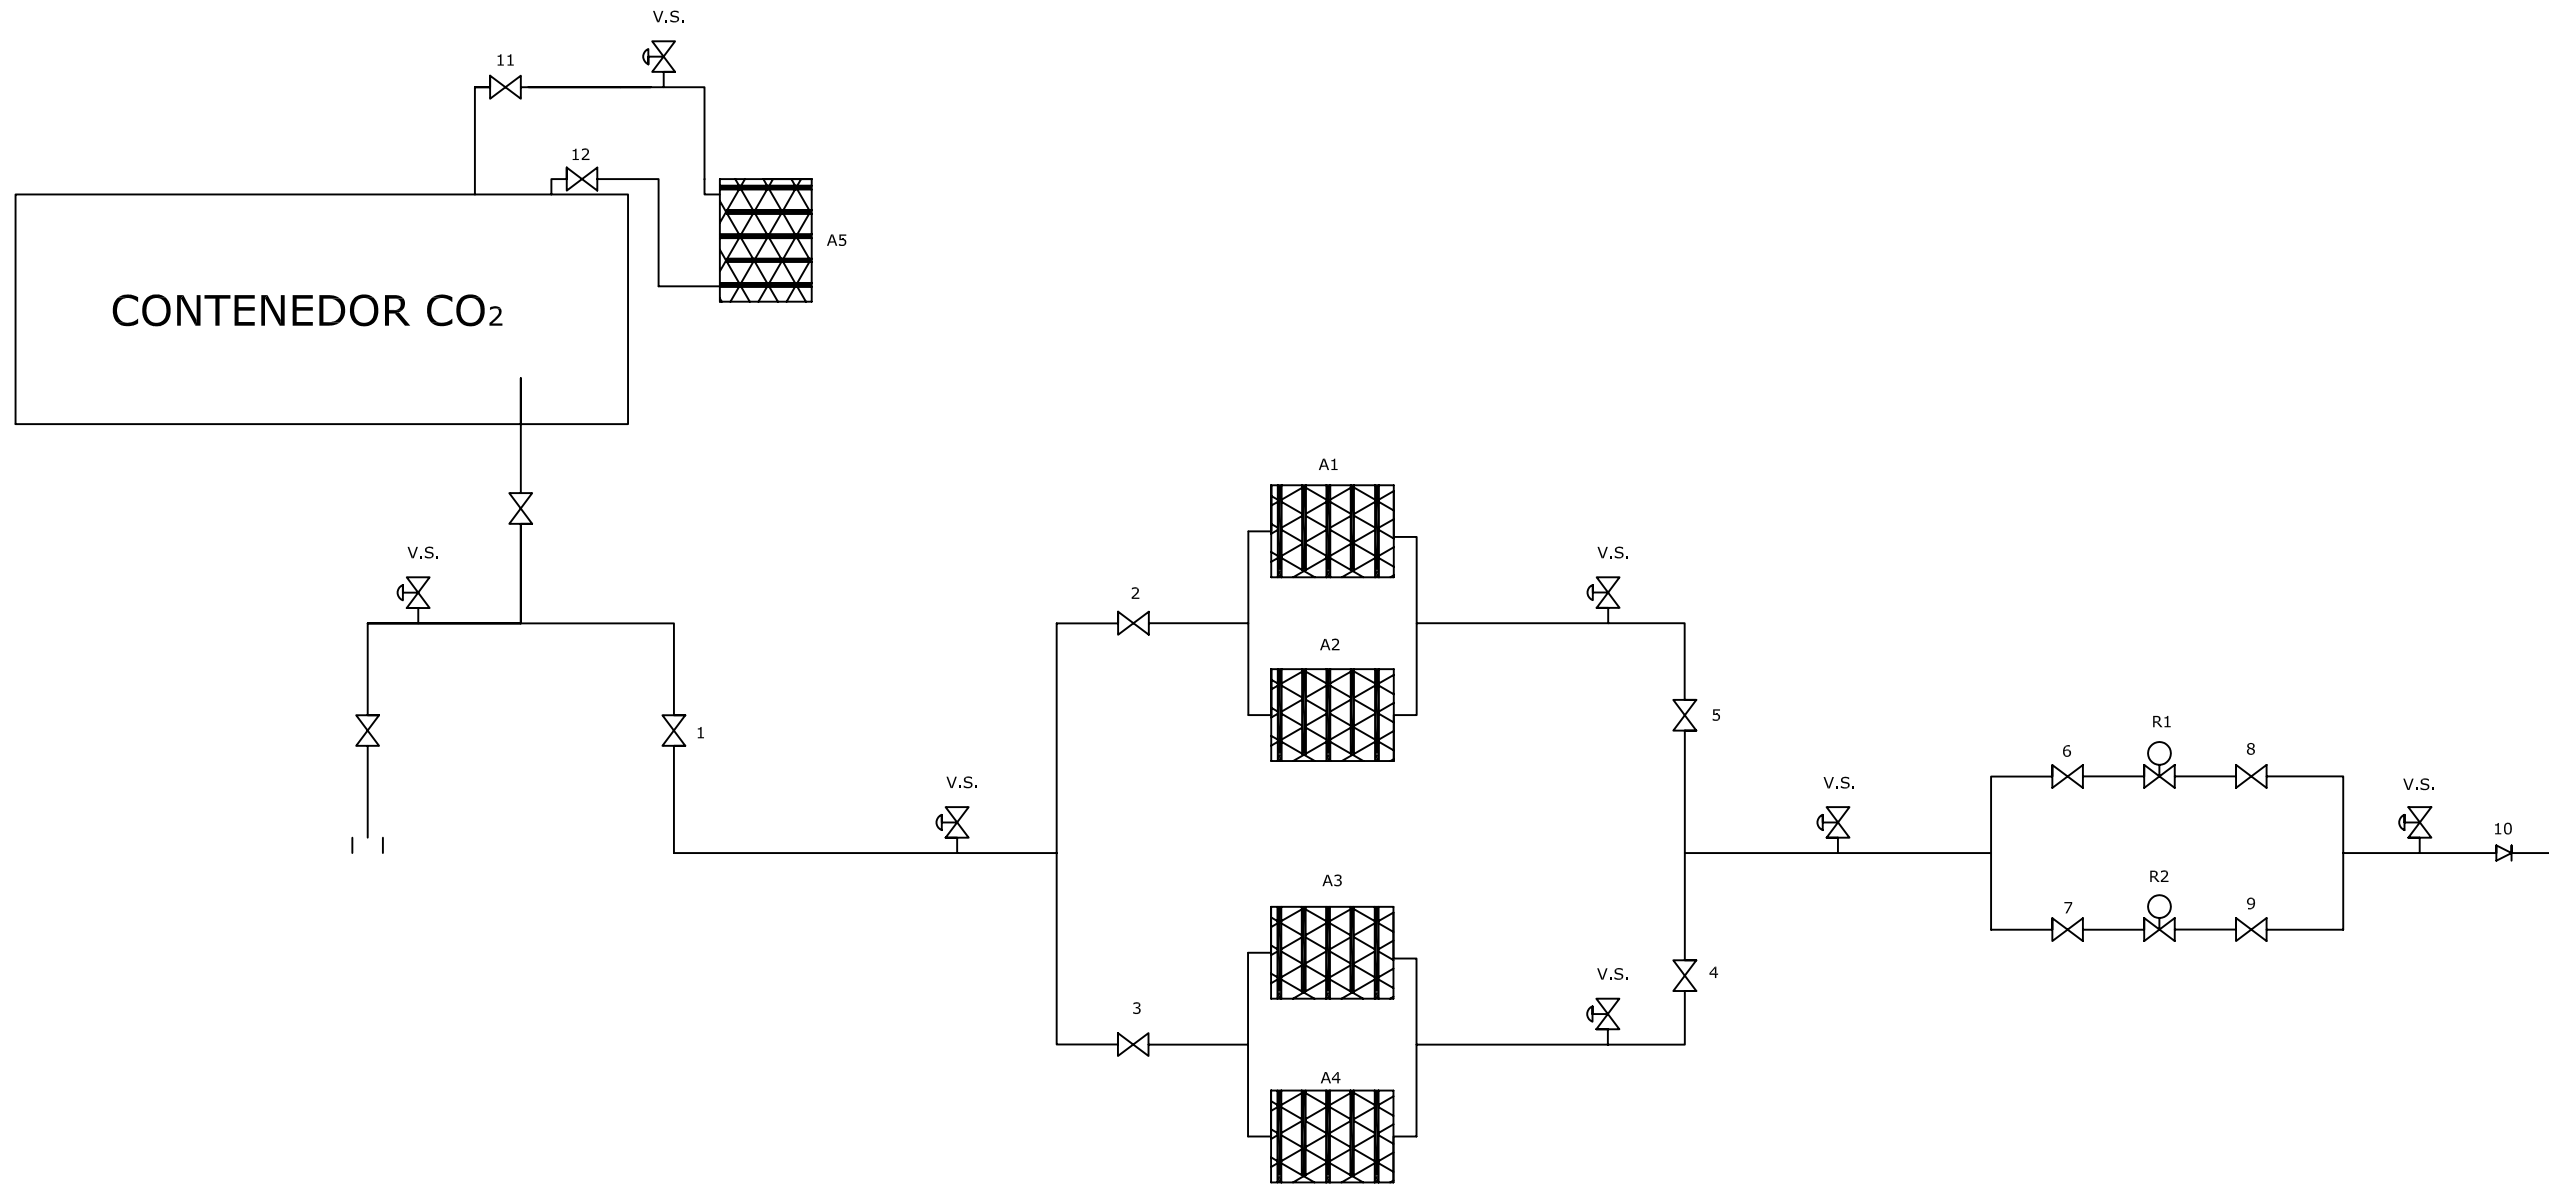 V.S.
11
12
A5
CONTENEDOR CO₂
A1
V.S.
V.S.
2
A2
5
1
R1
6
8
V.S.
V.S.
V.S.
10
A3
R2
7
9
V.S.
4
3
A4